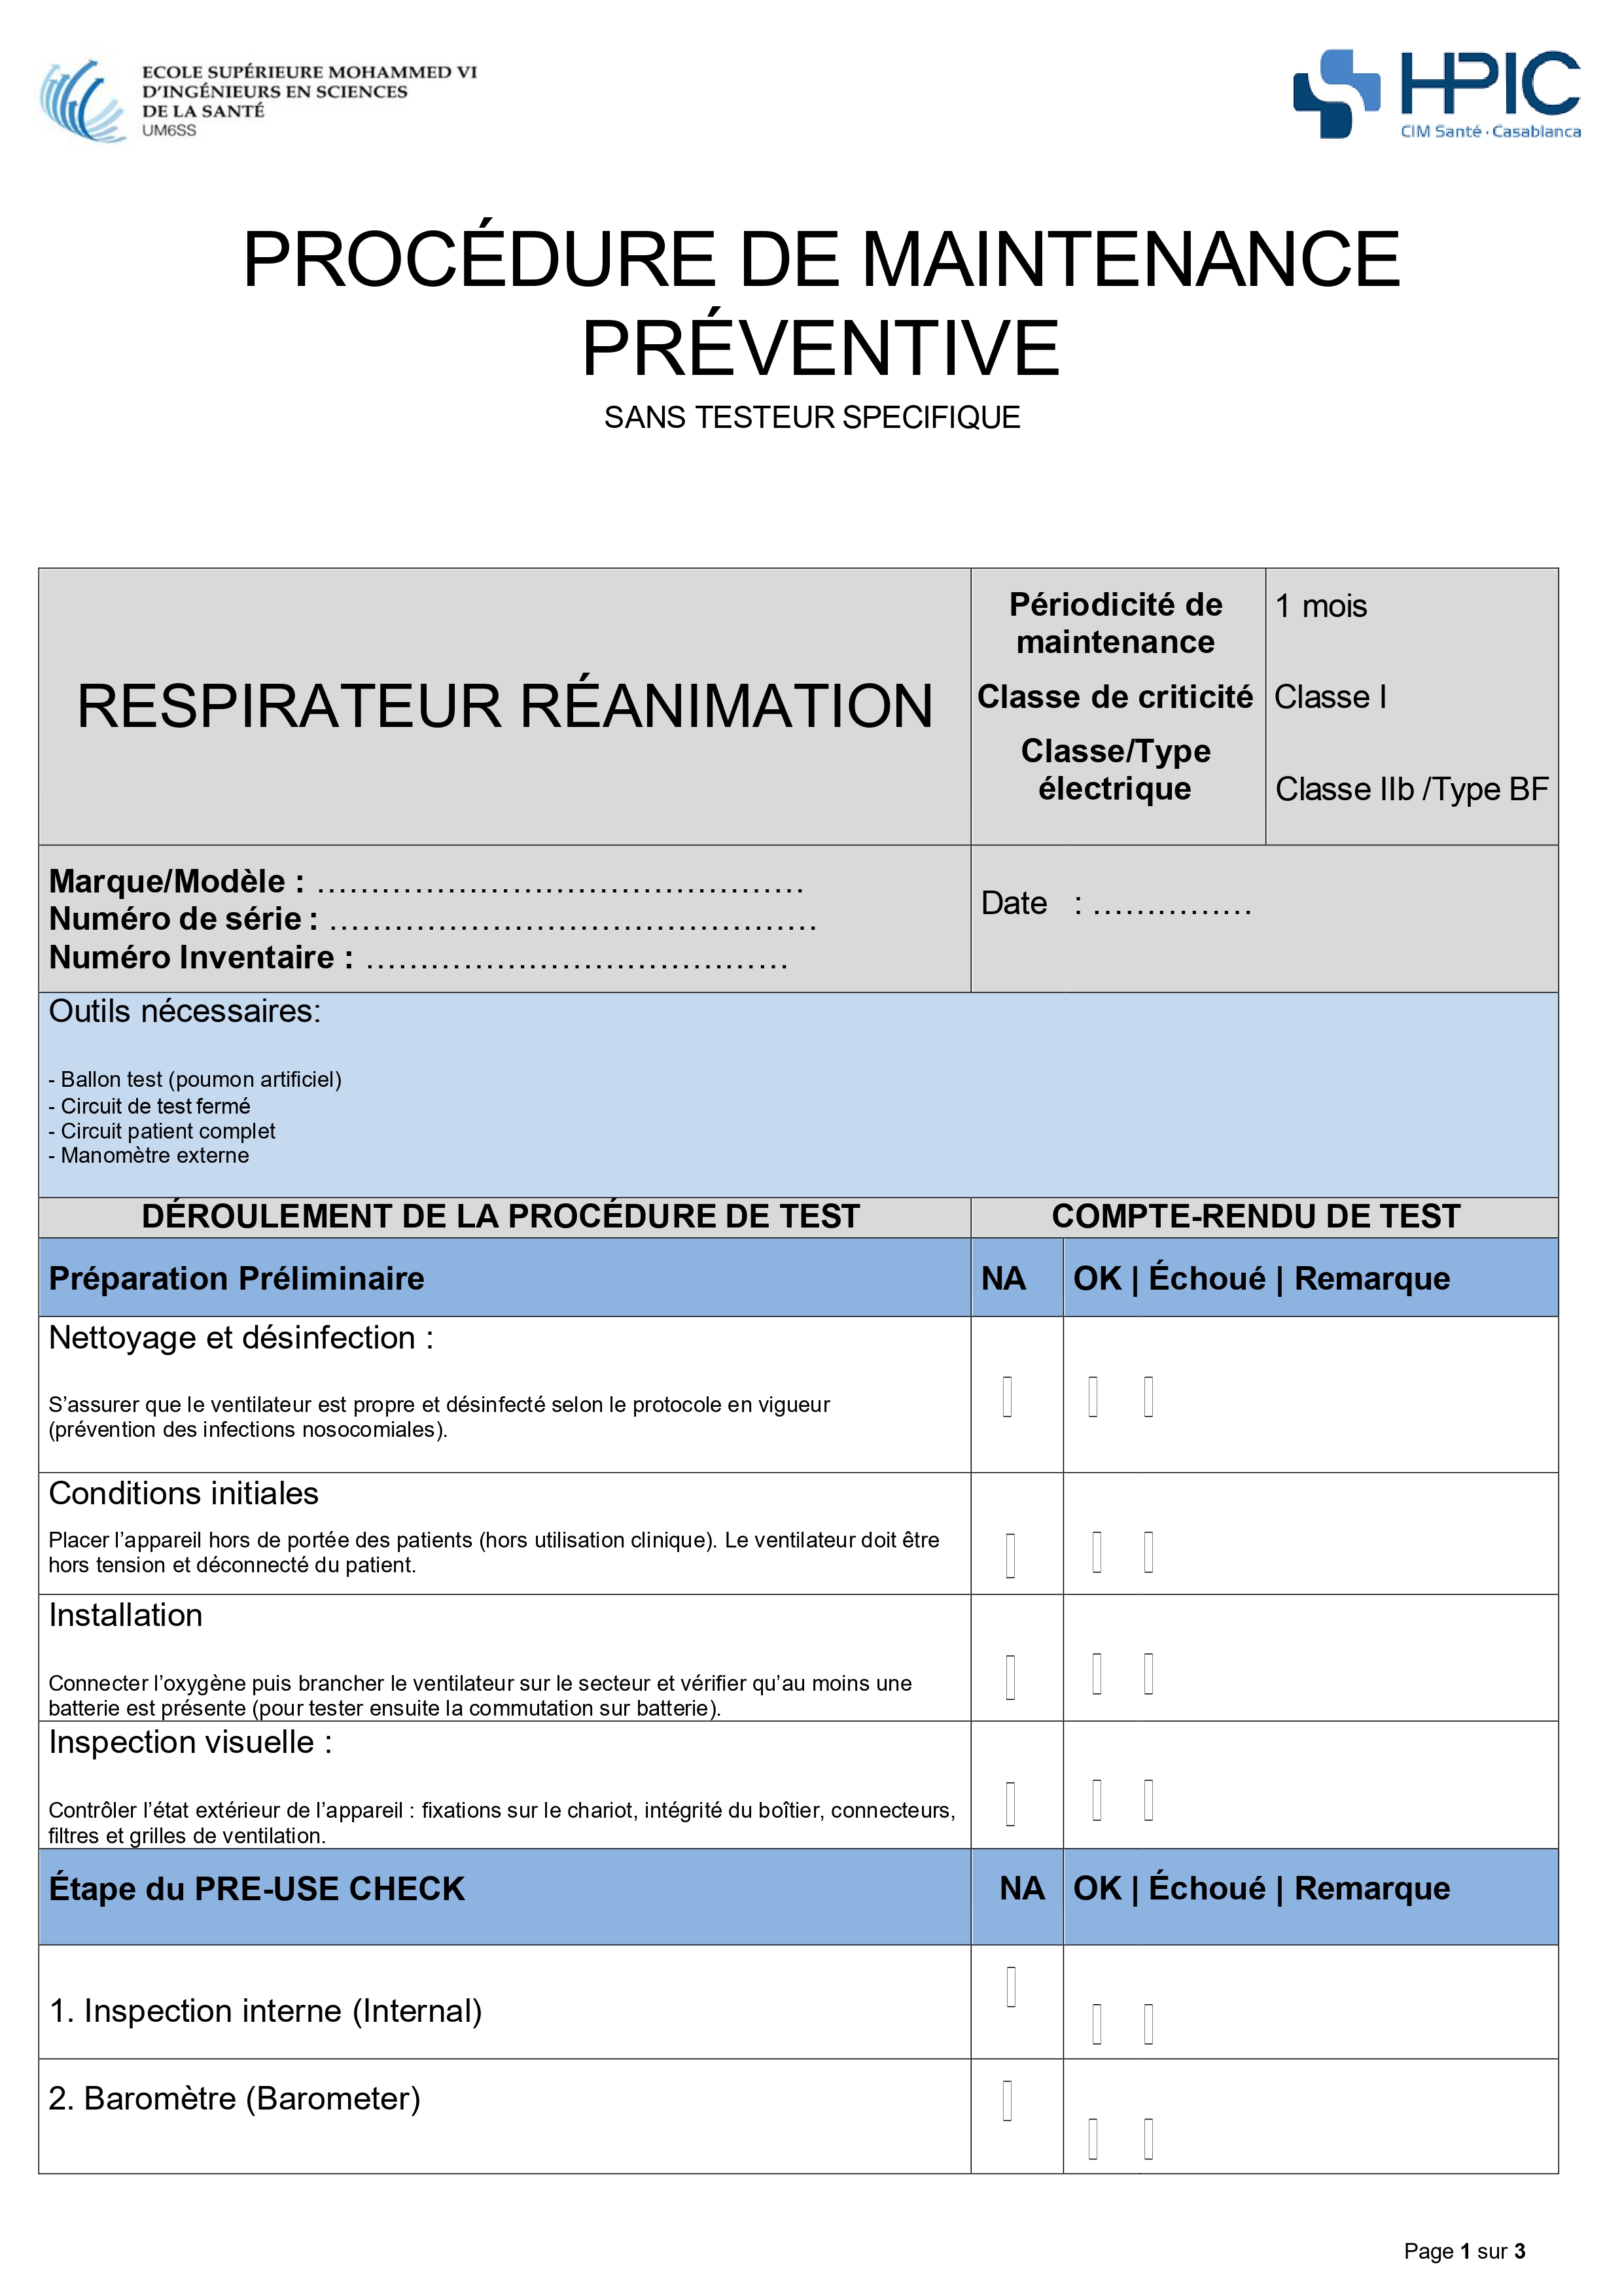 ECOLE SUPÉRIEURE MOHAMMED VI
D'INGÉNIEURS EN SCIENCES
DE LA SANTÉ
UM6SS
HPIC
CIM Santé · Casablanca
PROCÉDURE DE MAINTENANCE
PRÉVENTIVE
SANS TESTEUR SPECIFIQUE
RESPIRATEUR RÉANIMATION
Périodicité de
maintenance
1 mois
Classe de criticité
Classe I
Classe/Type
électrique
Classe IIb /Type BF
Marque/Modèle : ……………………………………….
Numéro de série : ……………………………………….
Numéro Inventaire : ………………………………….
Date : ……………
Outils nécessaires:
- Ballon test (poumon artificiel)
- Circuit de test fermé
- Circuit patient complet
- Manomètre externe
DÉROULEMENT DE LA PROCÉDURE DE TEST
COMPTE-RENDU DE TEST
Préparation Préliminaire
NA
OK | Échoué | Remarque
Nettoyage et désinfection :
S’assurer que le ventilateur est propre et désinfecté selon le protocole en vigueur
(prévention des infections nosocomiales).
Conditions initiales
Placer l’appareil hors de portée des patients (hors utilisation clinique). Le ventilateur doit être
hors tension et déconnecté du patient.
Installation
Connecter l’oxygène puis brancher le ventilateur sur le secteur et vérifier qu’au moins une
batterie est présente (pour tester ensuite la commutation sur batterie).
Inspection visuelle :
Contrôler l’état extérieur de l’appareil : fixations sur le chariot, intégrité du boîtier, connecteurs,
filtres et grilles de ventilation.
Étape du PRE-USE CHECK
NA
OK | Échoué | Remarque
1. Inspection interne (Internal)
2. Baromètre (Barometer)
Page 1 sur 3